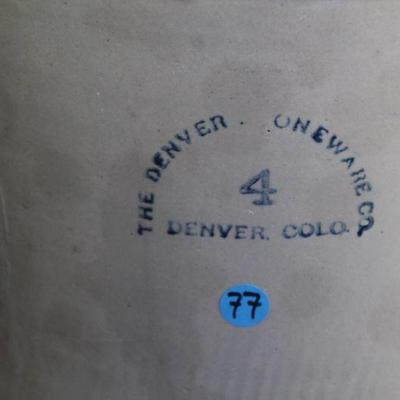 THE DENVER ONEWARE CO
4
DENVER. COLO.
77